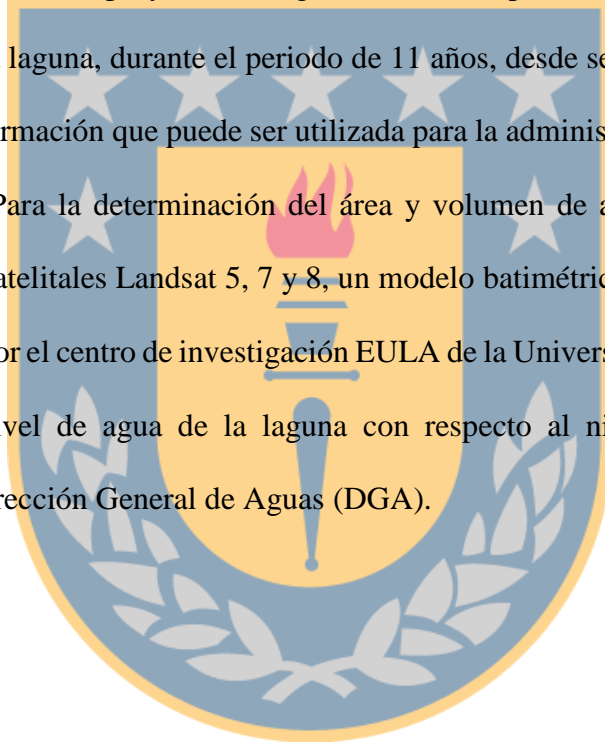 laguna, durante el periodo de 11 años, desde se
rmación que puede ser utilizada para la adminis
Para la determinación del área y volumen de a
atelitales Landsat 5, 7 y 8, un modelo batimétric
or el centro de investigación EULA de la Univers
vel de agua de la laguna con respecto al ni
rección General de Aguas (DGA).